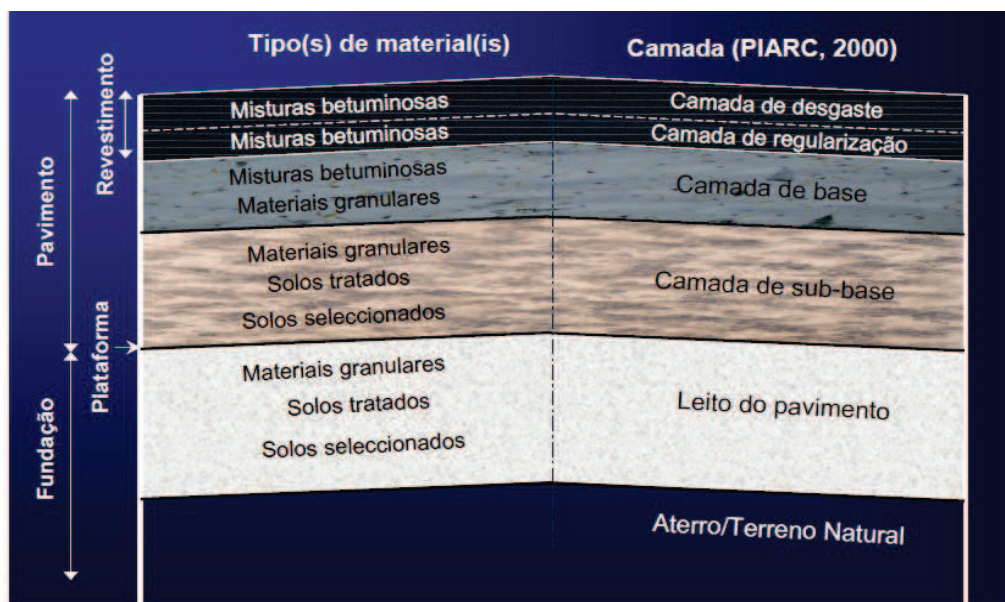 Tipo(s) de material(is)
Camada (PIARC, 2000)
Revestimento
Pavimento
Plataforma
Fundação
Misturas betuminosas
Camada de desgaste
Misturas betuminosas
Camada de regularização
Misturas betuminosas
Materiais granulares
Camada de base
Materiais granulares
Solos tratados
Solos seleccionados
Camada de sub-base
Materiais granulares
Solos tratados
Solos seleccionados
Leito do pavimento
Aterro/Terreno Natural